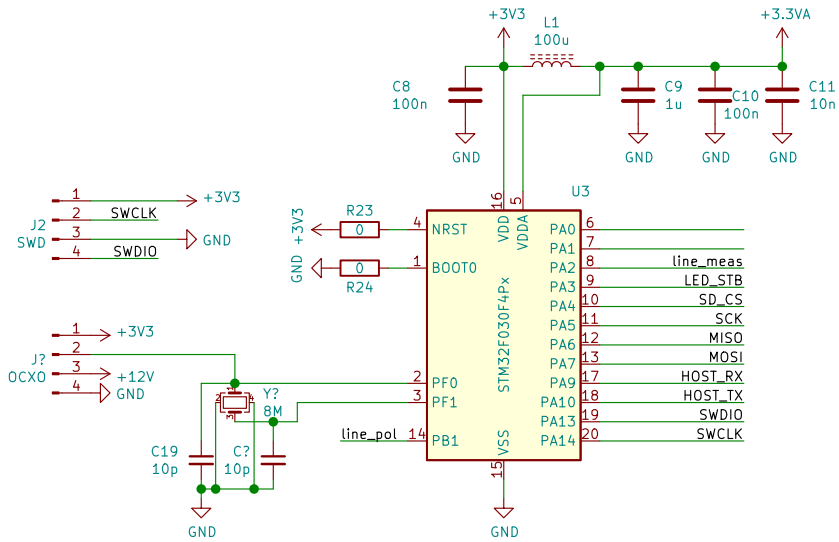 +3V3
L1
100u
+3.3VA
C8
100n
C9
1u
C10
100n
C11
10n
GND
GND
GND
GND
U3
1
+3V3
2
SWCLK
J2
SWD
3
GND
4
SWDIO
+3V3
R23
0
4
NRST
GND
0
R24
1
BOOT0
16
VDD
5
VDDA
STM32F030F4Px
PA0
6
PA1
7
PA2
8
line_meas
PA3
9
LED_STB
PA4
10
SD_CS
PA5
11
SCK
PA6
12
MISO
PA7
13
MOSI
PA9
17
HOST_RX
PA10
18
HOST_TX
PA13
19
SWDIO
PA14
20
SWCLK
1
+3V3
2
J?
OCXO
3
+12V
4
GND
2
PF0
3
PF1
Y?
8M
1
2
4
3
line_pol
14
PB1
C19
10p
C?
10p
VSS
15
GND
GND